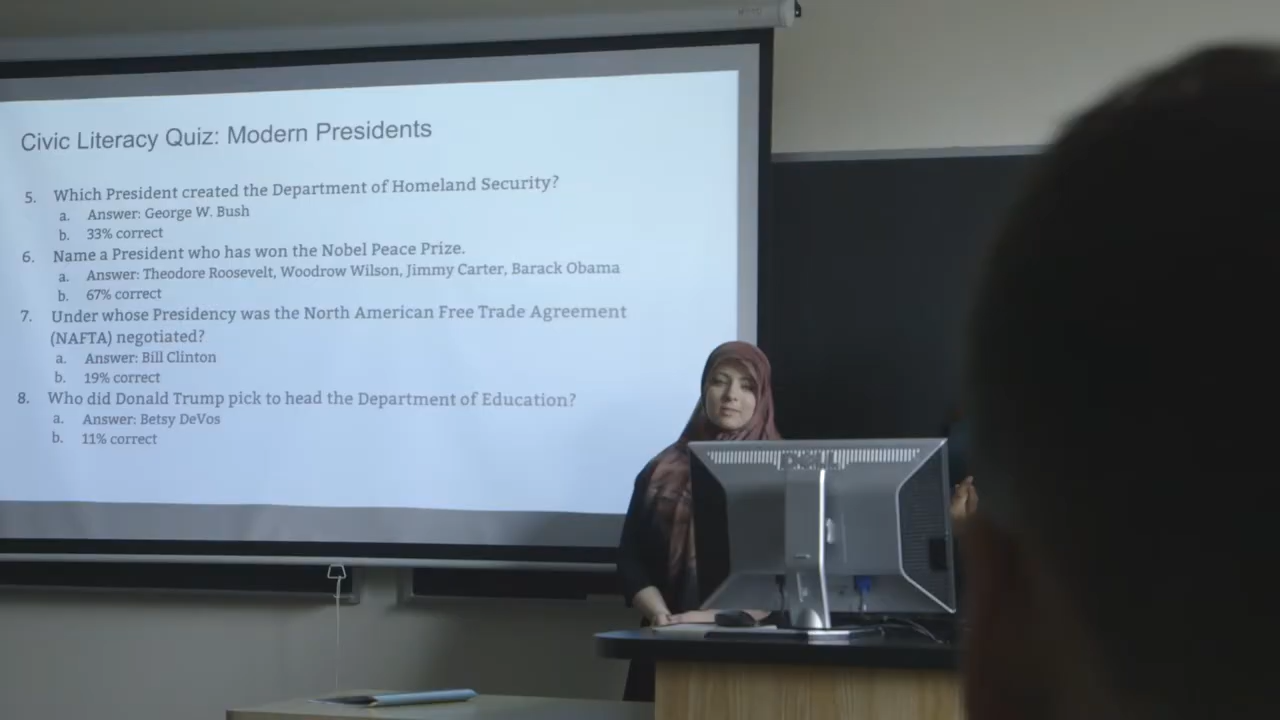 Civic Literacy Quiz: Modern Presidents
5. Which President created the Department of Homeland Security?
a. Answer: George W. Bush
b. 33% correct
6. Name a President who has won the Nobel Peace Prize.
a. Answer: Theodore Roosevelt, Woodrow Wilson, Jimmy Carter, Barack Obama
b. 67% correct
7. Under whose Presidency was the North American Free Trade Agreement
(NAFTA) negotiated?
a. Answer: Bill Clinton
b. 19% correct
8. Who did Donald Trump pick to head the Department of Education?
a. Answer: Betsy DeVos
b. 11% correct
DELL